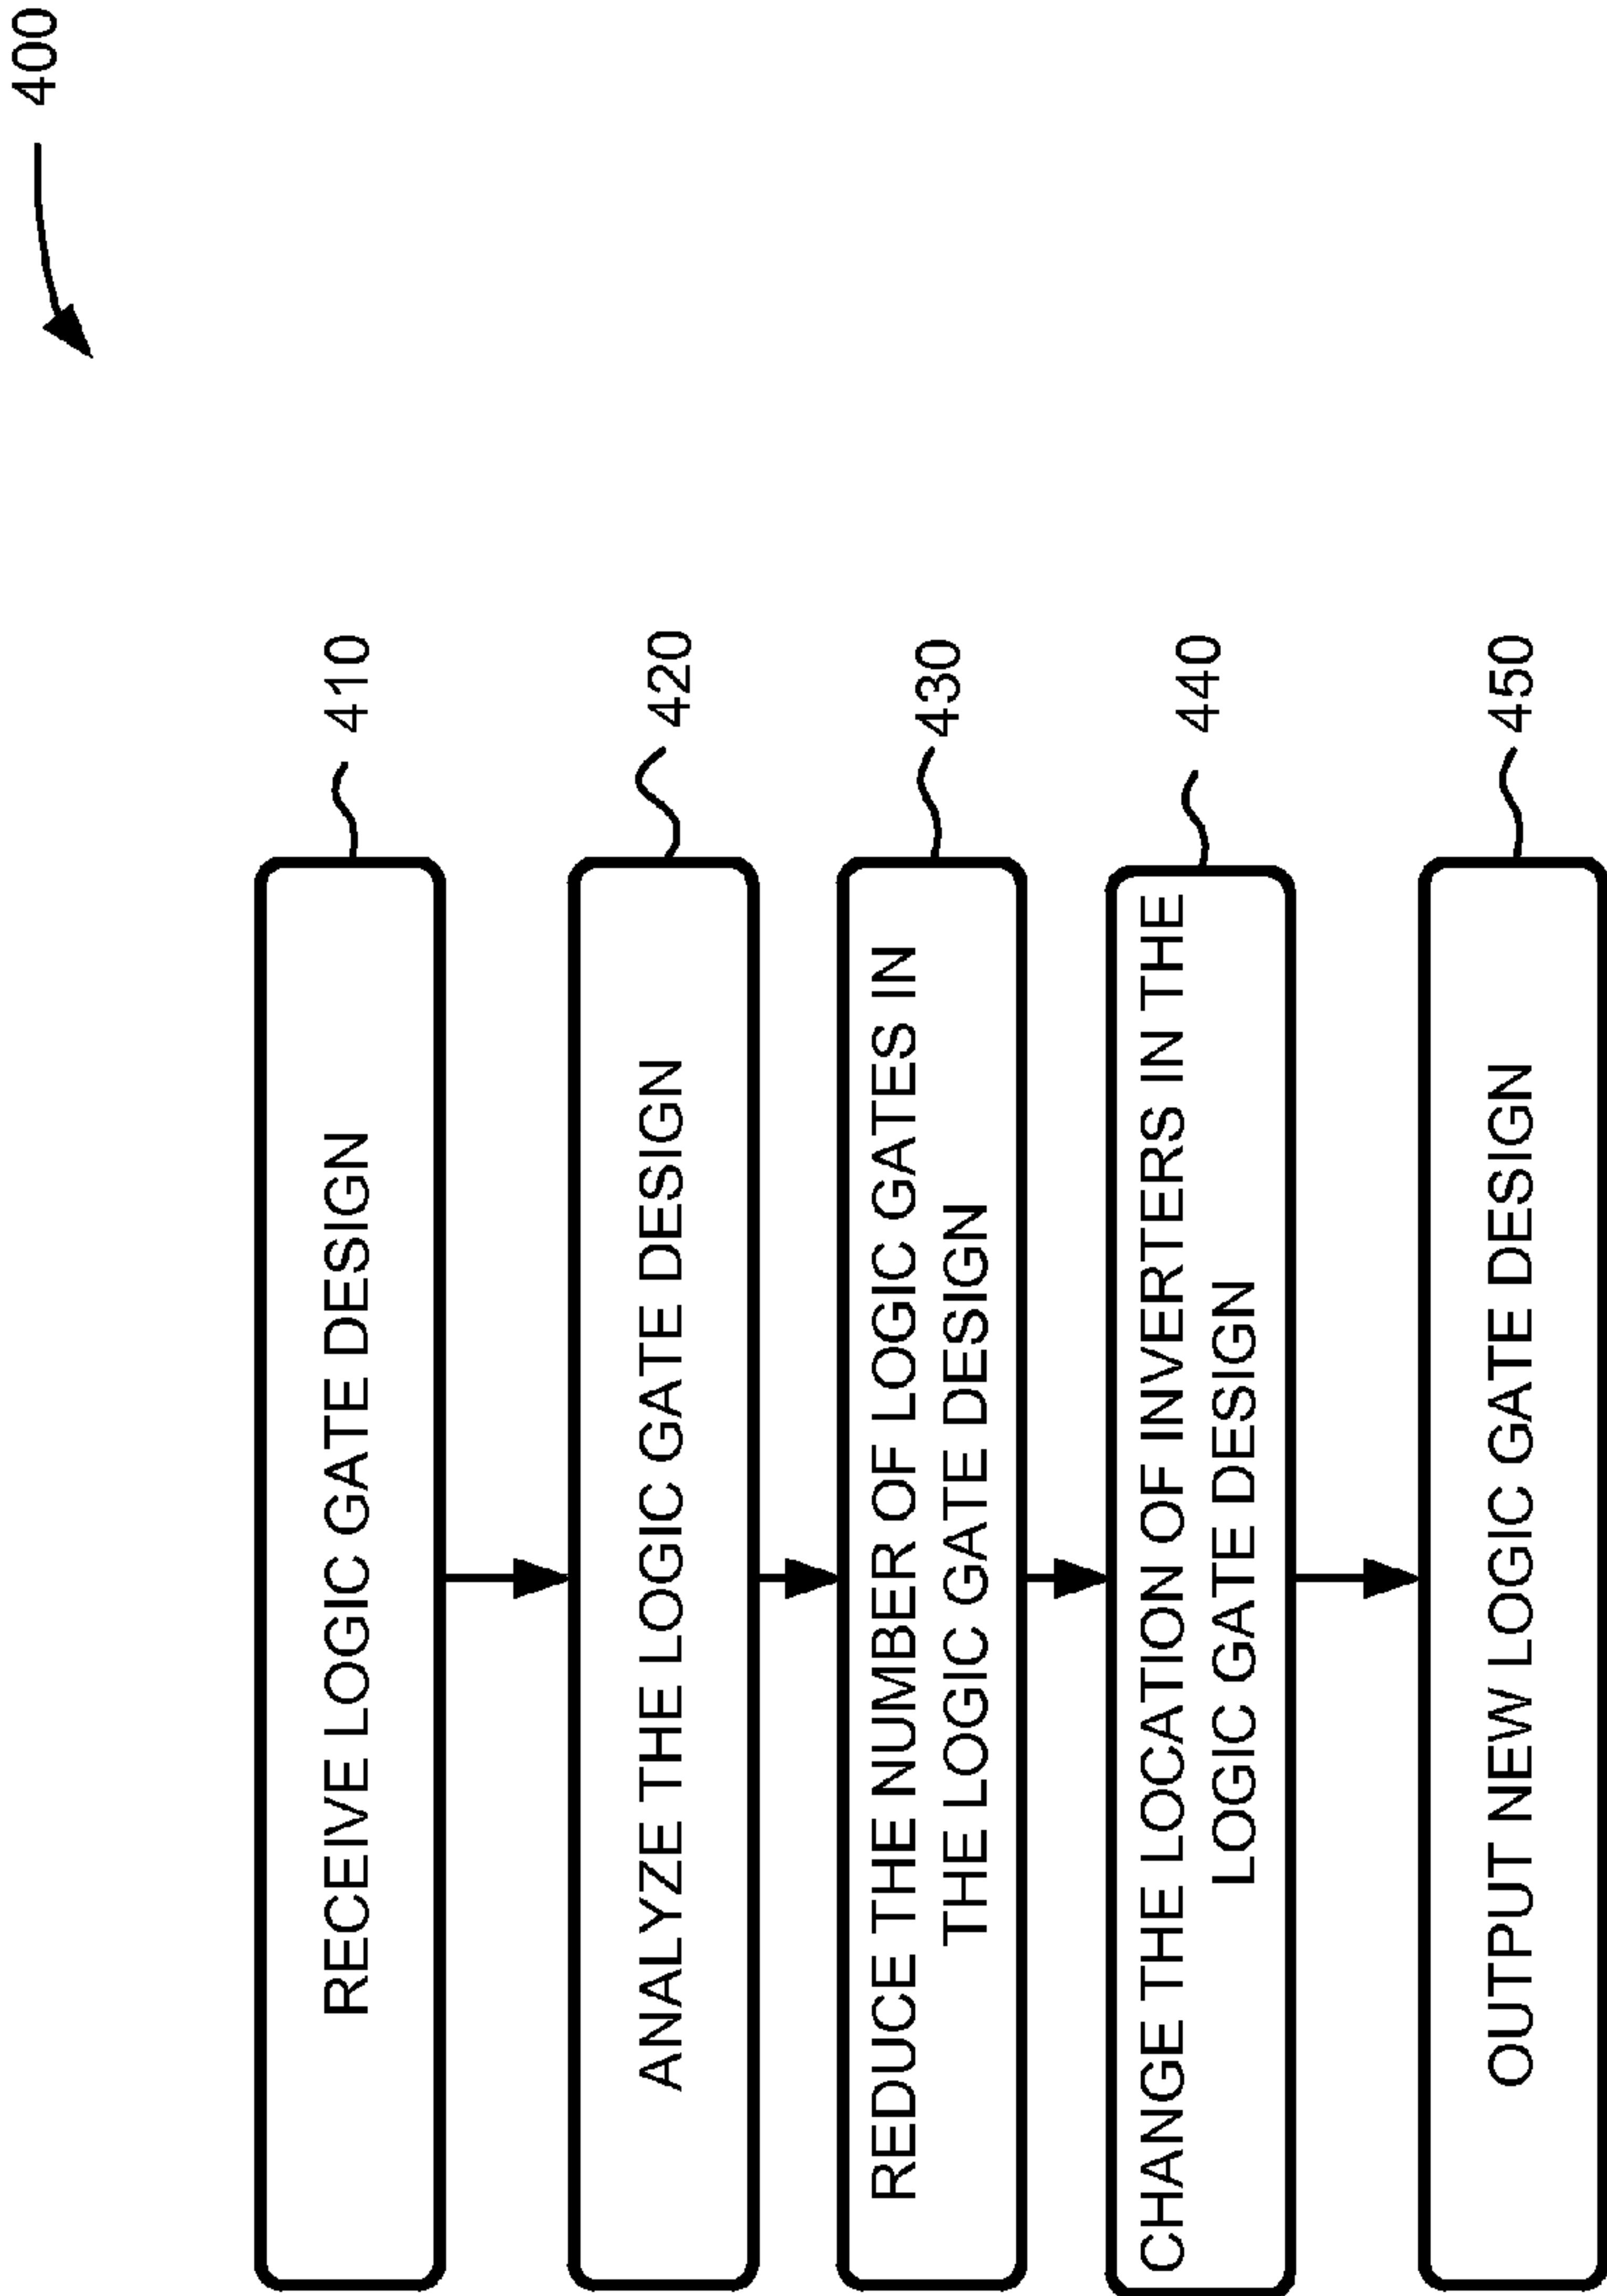 400
RECEIVE LOGIC GATE DESIGN
410
ANALYZE THE LOGIC GATE DESIGN
420
REDUCE THE NUMBER OF LOGIC GATES IN
THE LOGIC GATE DESIGN
430
CHANGE THE LOCATION OF INVERTERS IN THE
LOGIC GATE DESIGN
440
OUTPUT NEW LOGIC GATE DESIGN
450